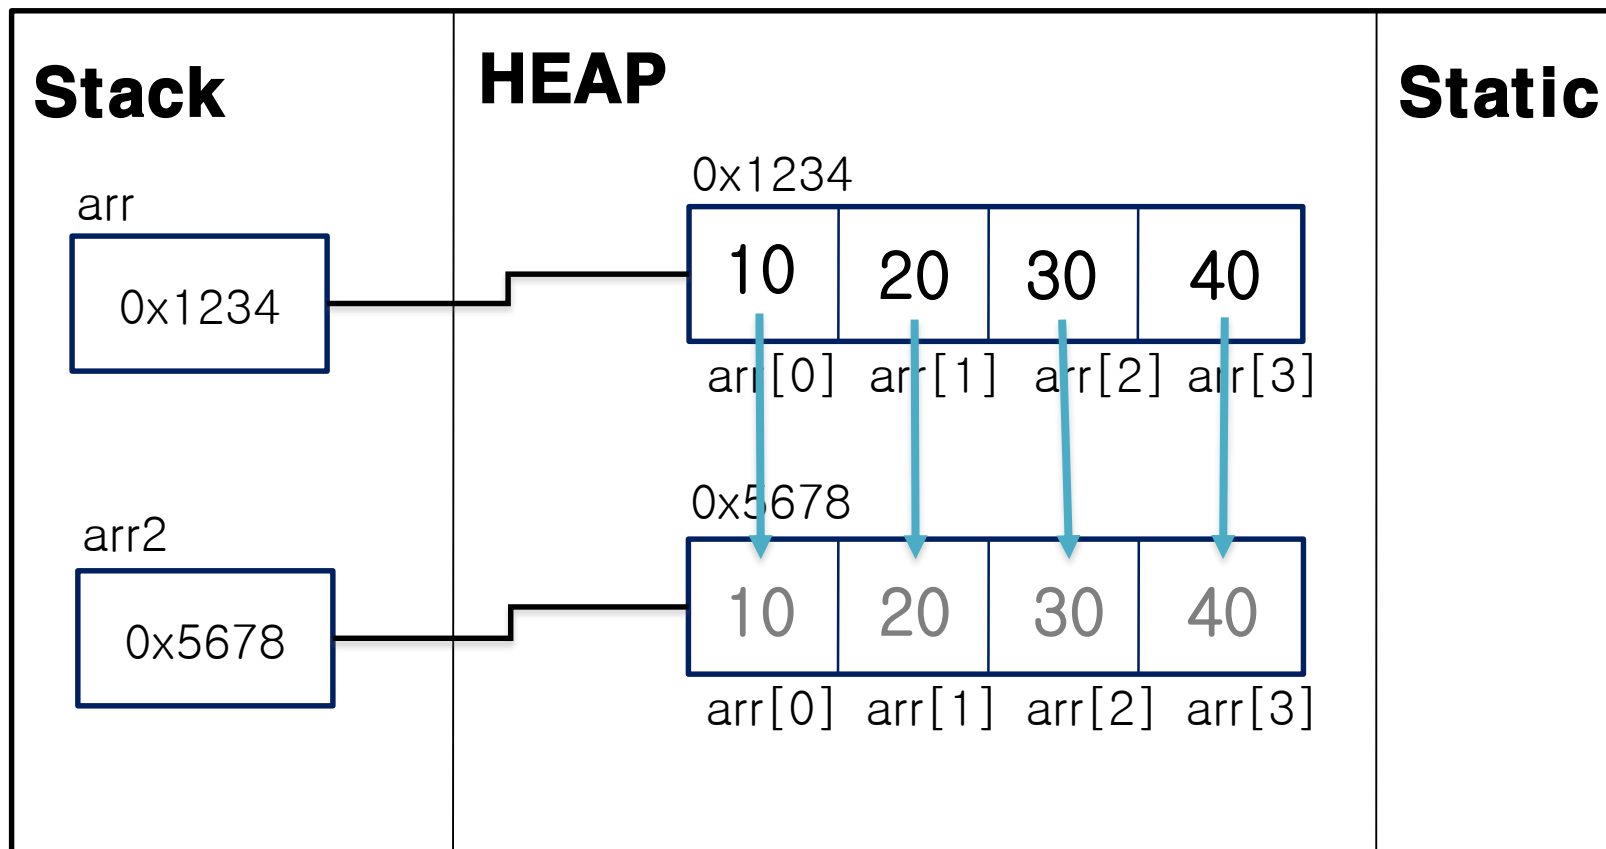 Stack
HEAP
Static
0x1234
arr
10 20 30 40
0x1234
arr[0] arr[1] arr[2] arr[3]
0x5678
arr2
10 20 30 40
0x5678
arr[0] arr[1] arr[2] arr[3]